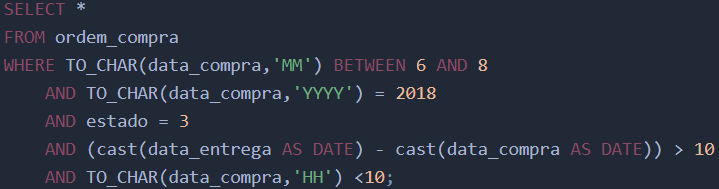 SELECT *
FROM ordem_compra
WHERE TO_CHAR(data_compra,'MM') BETWEEN 6 AND 8
AND TO_CHAR(data_compra,'YYYY') = 2018
AND estado = 3
AND (cast(data_entrega AS DATE) - cast(data_compra AS DATE)) > 10
AND TO_CHAR(data_compra,'HH') <10;